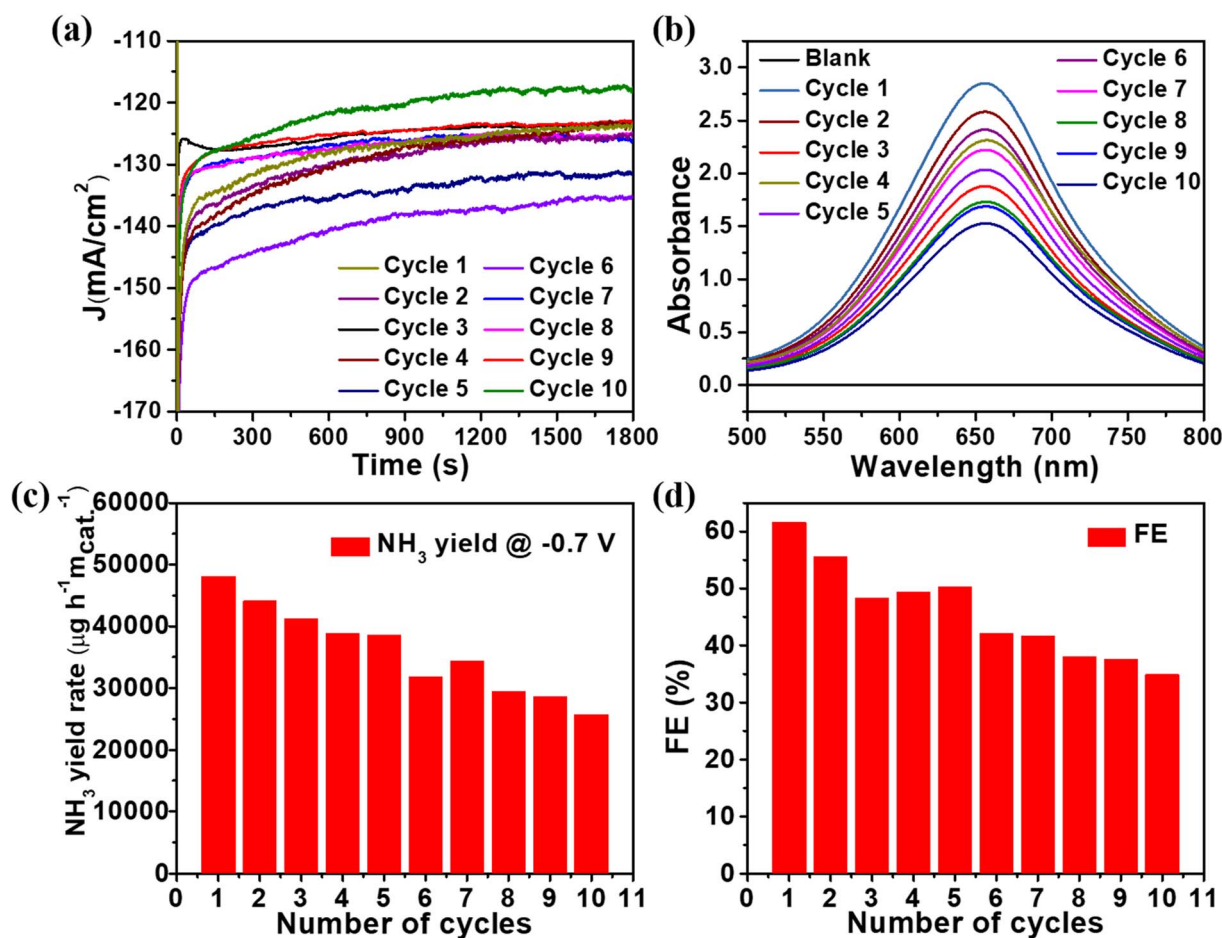 (a)
-110
-120
-130
-140
-150
-160
-170
J(mA/cm²)
Cycle 1
Cycle 2
Cycle 3
Cycle 4
Cycle 5
Cycle 6
Cycle 7
Cycle 8
Cycle 9
Cycle 10
0 300 600 900 1200 1500 1800
Time (s)
(b)
3.0
2.5
2.0
1.5
1.0
0.5
0.0
Absorbance
Blank
Cycle 1
Cycle 2
Cycle 3
Cycle 4
Cycle 5
Cycle 6
Cycle 7
Cycle 8
Cycle 9
Cycle 10
500 550 600 650 700 750 800
Wavelength (nm)
(c)
60000
50000
40000
30000
20000
10000
0
NH₃ yield rate (μg h⁻¹mcat.⁻¹)
NH₃ yield @ -0.7 V
0 1 2 3 4 5 6 7 8 9 10 11
Number of cycles
(d)
60
55
50
45
40
35
30
25
20
15
10
5
0
FE (%)
FE
0 1 2 3 4 5 6 7 8 9 10 11
Number of cycles